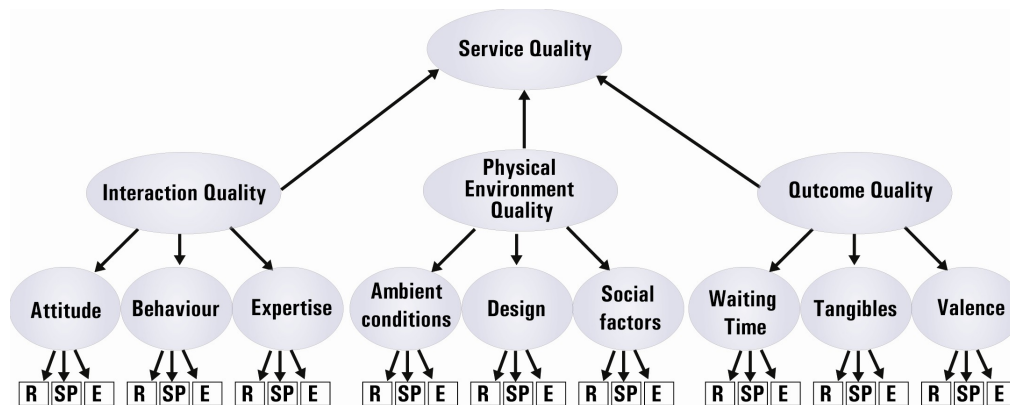 Service Quality
Interaction Quality
Physical
Environment
Quality
Qutcome Quality
Attitude
Behaviour
Expertise
Ambient
conditions
Design
Social
factors
Waiting
Time
Tangibles
Valence
R SP E
R SP E
R SP E
R SP E
R SP E
R SP E
R SP E
R SP E
R SP E